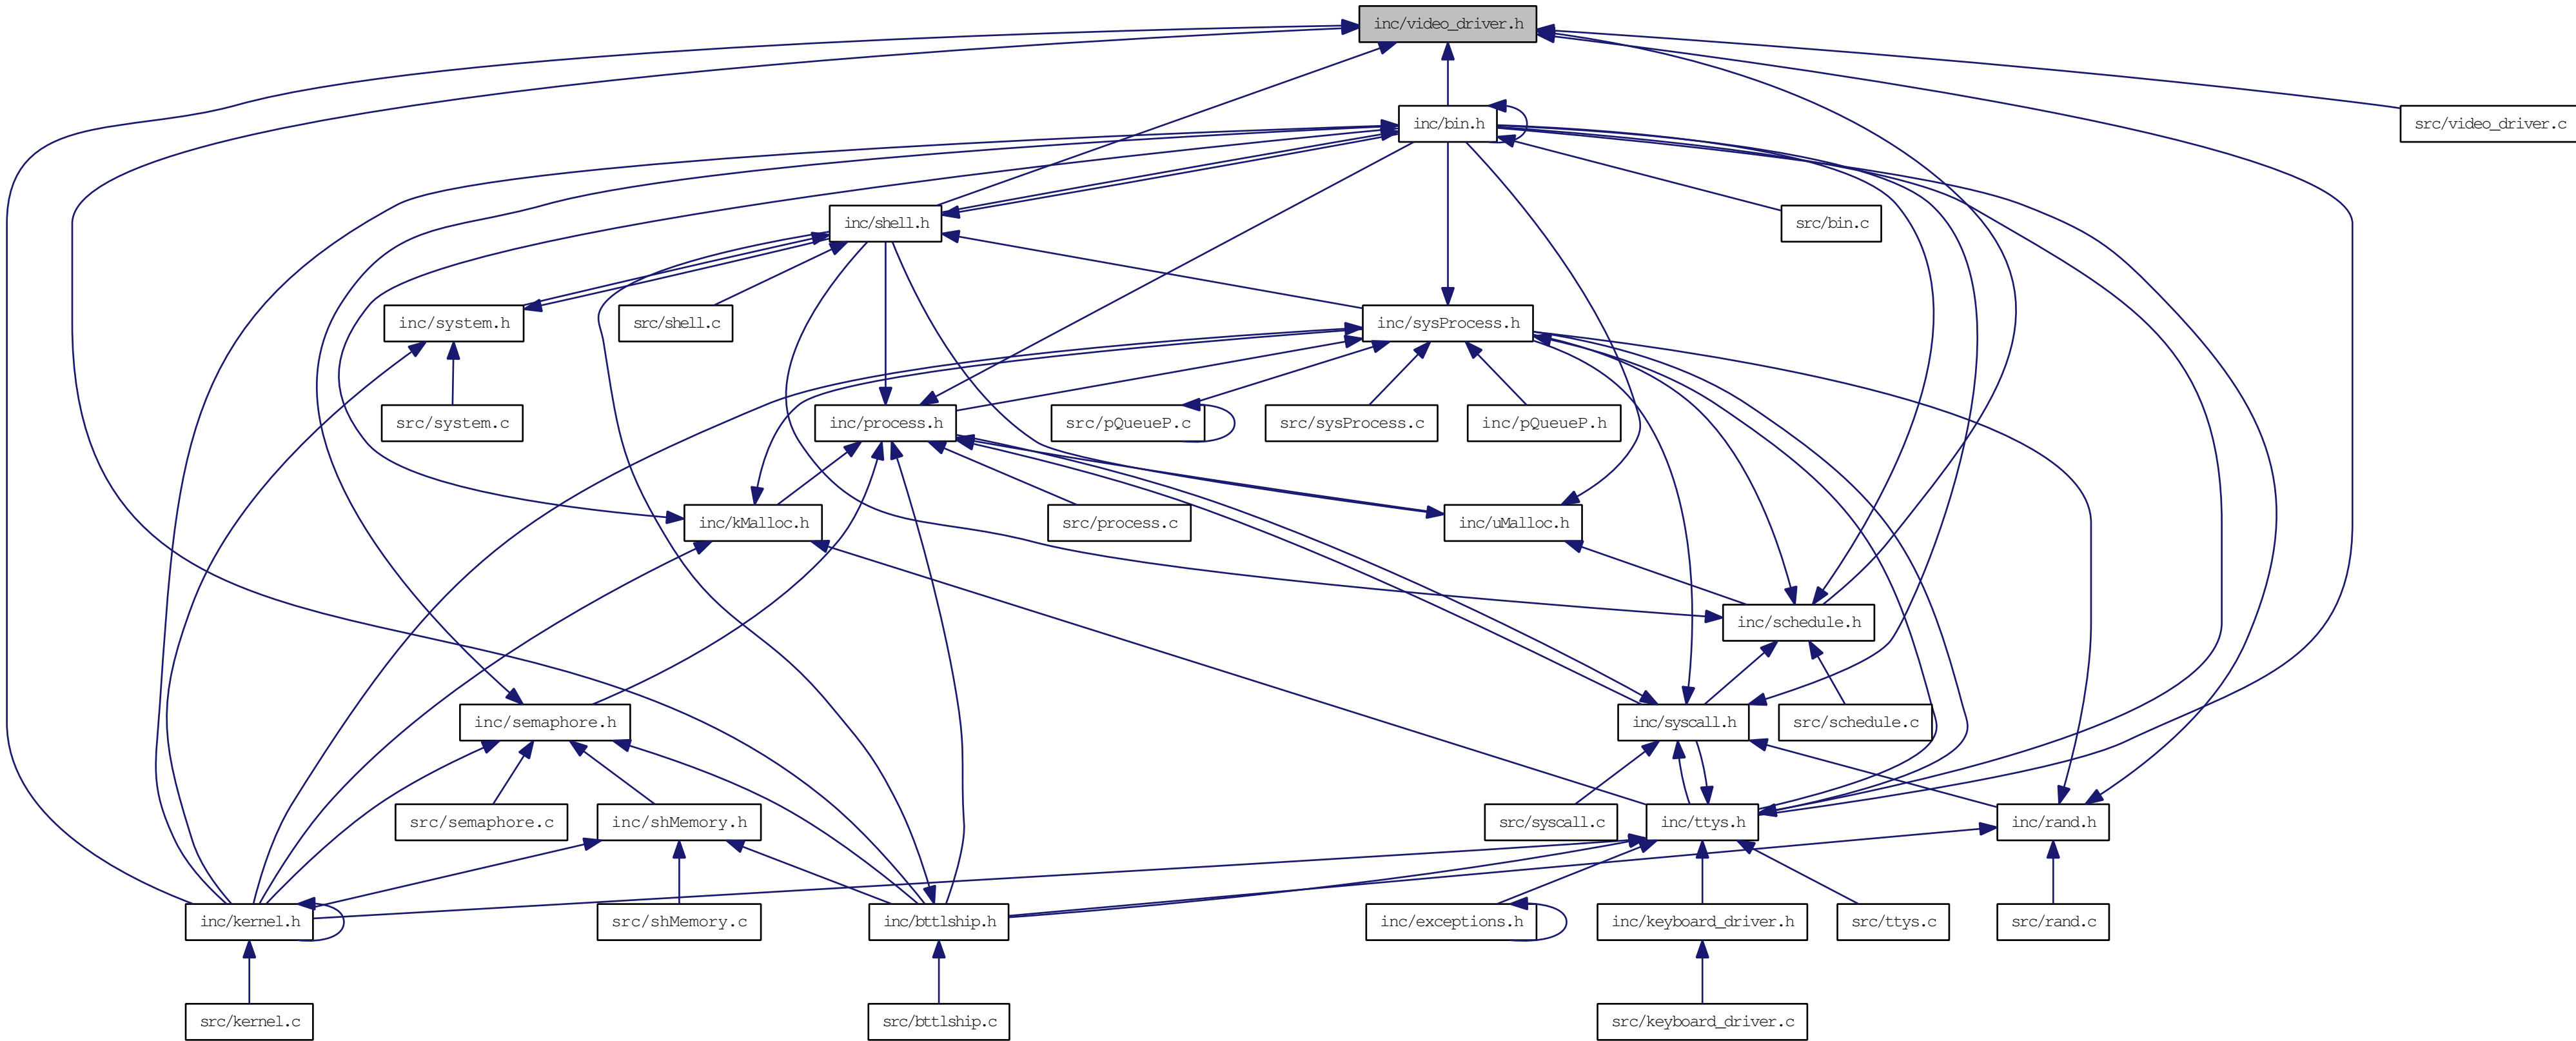 inc/video_driver.h
inc/bin.h
src/video_driver.c
inc/shell.h
src/bin.c
inc/system.h
src/shell.c
inc/sysProcess.h
src/system.c
inc/process.h
src/pQueueP.c
src/sysProcess.c
inc/pQueueP.h
inc/kMalloc.h
src/process.c
inc/uMalloc.h
inc/schedule.h
inc/semaphore.h
inc/syscall.h
src/schedule.c
src/semaphore.c
inc/shMemory.h
src/syscall.c
inc/ttys.h
inc/rand.h
inc/kernel.h
src/shMemory.c
inc/bttlship.h
inc/exceptions.h
inc/keyboard_driver.h
src/ttys.c
src/rand.c
src/kernel.c
src/bttlship.c
src/keyboard_driver.c